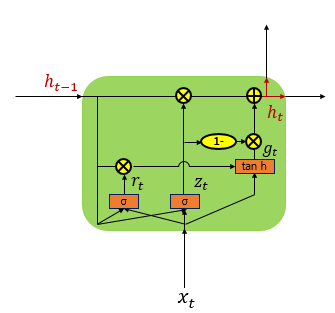 h_{t-1}
h_t
1-
g_t
tan h
r_t
z_t
σ
σ
x_t